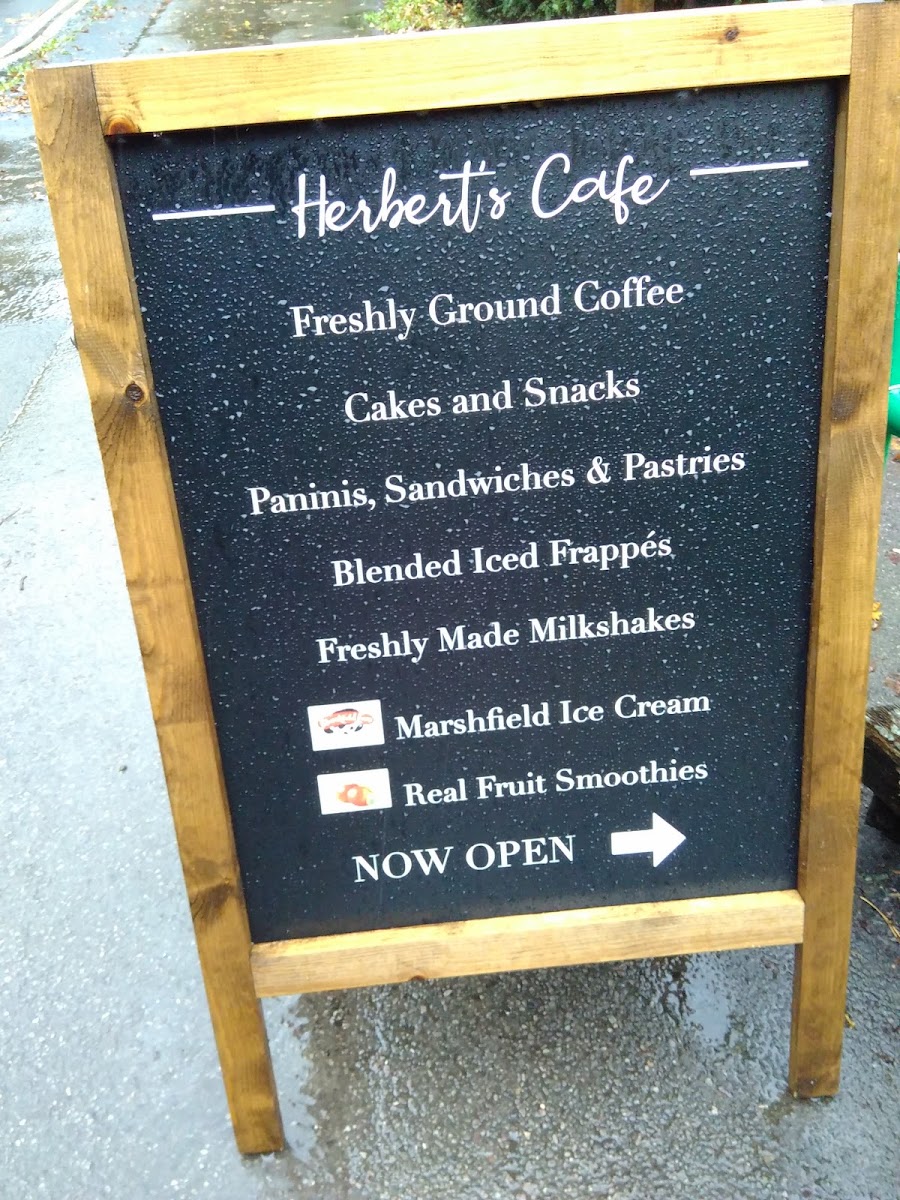 Herbert's Cafe
Freshly Ground Coffee
Cakes and Snacks
Paninis, Sandwiches & Pastries
Blended Iced Frappés
Freshly Made Milkshakes
Marshfield Ice Cream
Real Fruit Smoothies
NOW OPEN